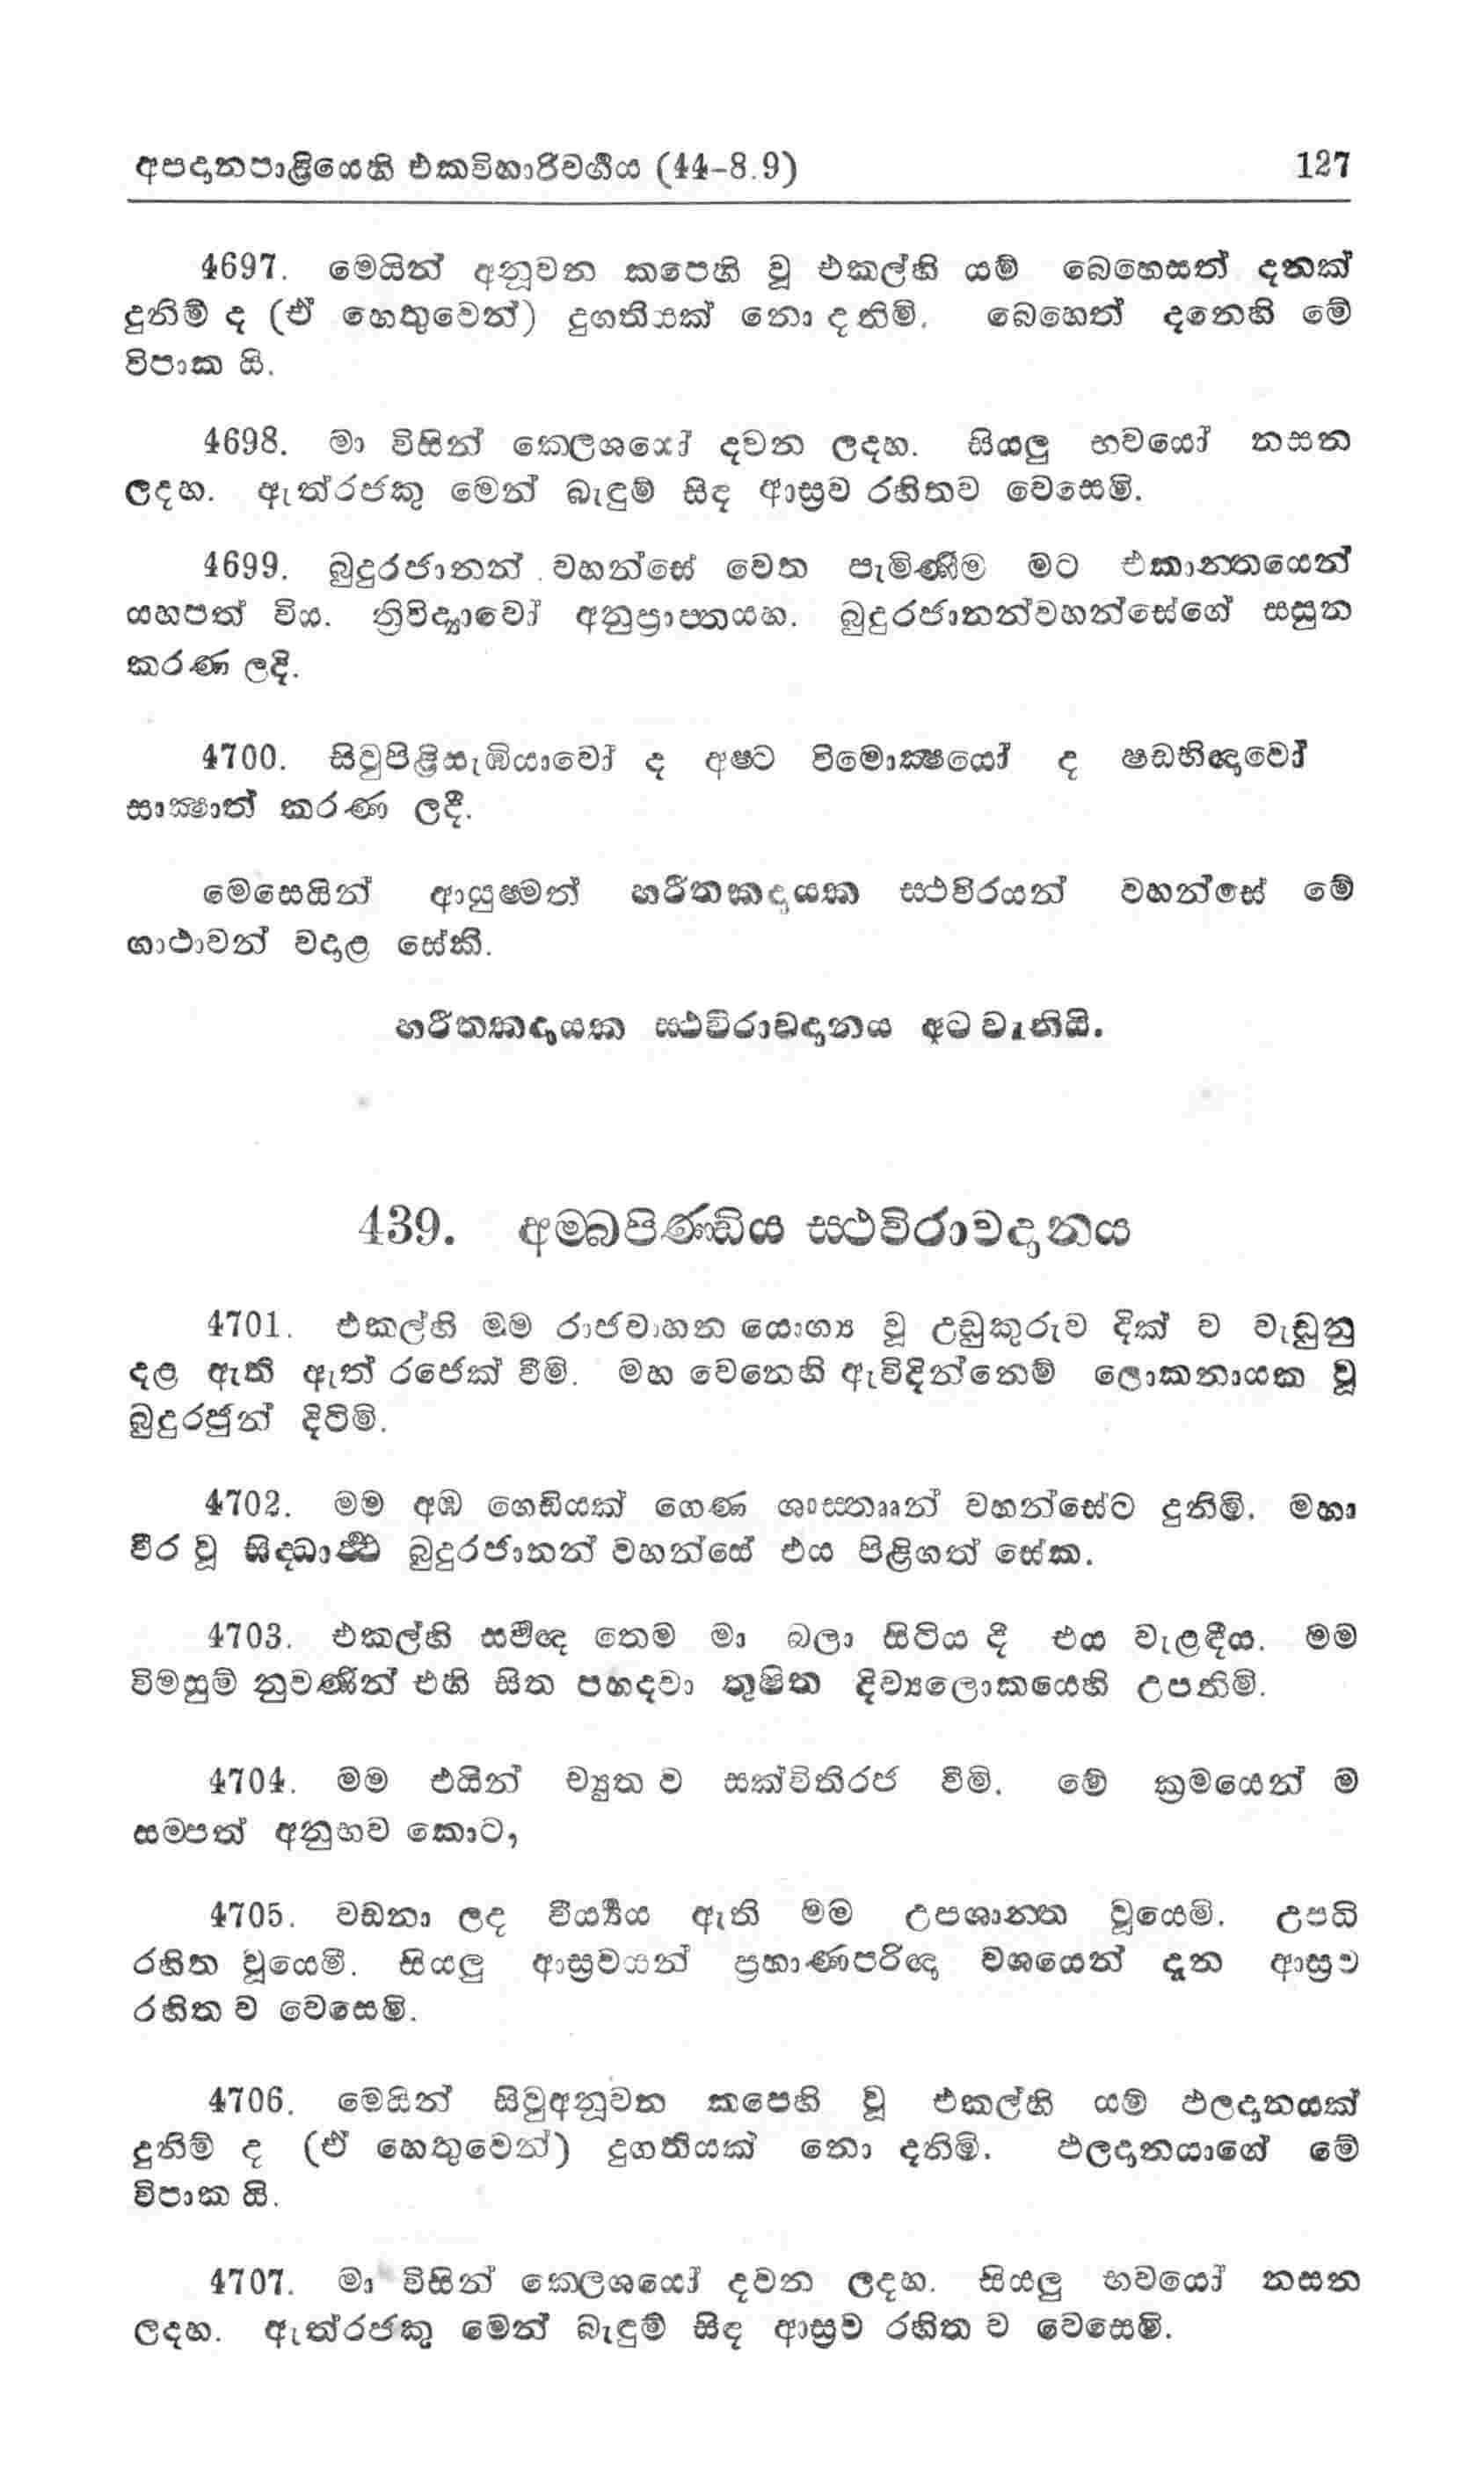 අපදානපාළියෙහි එකවිහාරිවර්‍ගය (44-8.9) 127
4697. මෙයින් අනූවන කපෙහි වූ එකල්හි යම් බෙහෙසත් දනක්
දුනිම් ද (ඒ හෙතුවෙන්) දුගතියක් නො දනිමි. බෙහෙත් දනෙහි මේ
විපාක යි.
4698. මා විසින් කෙලශයෝ දවන ලදහ. සියලු භවයෝ නසන
ලදහ. ඇත්රජකු මෙන් බැඳුම් සිඳ ආස්‍රව රහිතව වෙසෙමි.
4699. බුදුරජානන් වහන්සේ වෙත පැමිණීම මට එකාන්‍තයෙන්
යහපත් විය. ත්‍රිවිද්‍යාවෝ අනුප්‍රාප්තයහ. බුදුරජානන්වහන්සේගේ සසුන
කරණ ලදි.
4700. සිවුපිළිසැඹියාවෝ ද අෂ්ට විමොක්‍ෂයෝ ද ෂඩභිඥාවෝ
සාක්‍ෂාත් කරණ ලදී.
මෙසෙයින් ආයුෂ්මත් හරීතකදායක ස්ථවිරයන් වහන්සේ මේ
ගාථාවන් වදාළ සේකි.
හරීතකදායක ස්ථවිරාවදානය අටවැනියි.
439. අම්බපිණ්ඩිය ස්ථවිරාවදානය
4701. එකල්හි මම රාජවාහන යොග්‍ය වූ උඩුකුරුව දික් ව වැඩුනු
දළ ඇති ඇත් රජෙක් වීමි. මහ වෙනෙහි ඇවිදින්නෙම් ලොකනායක වූ
බුදුරජුන් දිවිමි.
4702. මම අඹ ගෙඩියක් ගෙණ ශාස්තෲන් වහන්සේට දුනිමි. මහා
වීර වූ සිද්ධාර්‍ත්‍ථ බුදුරජානන් වහන්සේ එය පිළිගත් සේක.
4703. එකල්හි සර්‍වඥ තෙම මා බලා සිටිය දී එය වැළඳීය. මම
විමසුම් නුවණින් එහි සිත පහදවා තුෂිත දිව්‍යලොකයෙහි උපනිමි.
4704. මම එයින් ච්‍යුත ව සක්විතිරජ වීමි. මේ ක්‍රමයෙන් ම
සම්පත් අනුභව කොට,
4705. වඩනා ලද වීර්‍ය්‍යය ඇති මම උපශාන්‍ත වූයෙමි. උපධි
රහිත වූයෙමි. සියලු ආස්‍රවයන් ප්‍රහාණපරිඥා වශයෙන් දැන ආස්‍රව
රහිත ව වෙසෙමි.
4706. මෙයින් සිවුඅනූවන කපෙහි වූ එකල්හි යම් ඵලදානයක්
දුනිම් ද (ඒ හෙතුවෙන්) දුගතියක් නො දනිමි. ඵලදානයාගේ මේ
විපාක යි.
4707. මා විසින් කෙලශයෝ දවන ලදහ. සියලු භවයෝ නසන
ලදහ. ඇත්රජකු මෙන් බැඳුම් සිඳ ආස්‍රව රහිත ව වෙසෙමි.